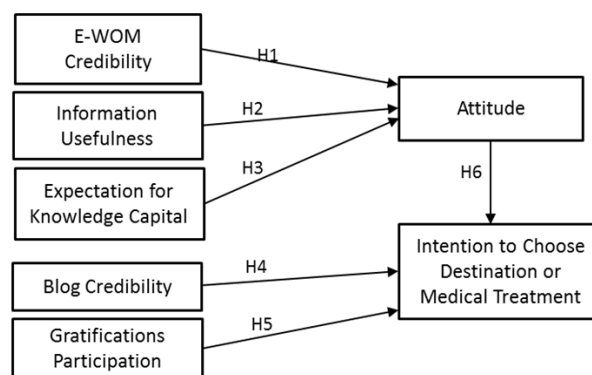 E-WOM
Credibility
H1
Information
Usefulness
H2
Attitude
Expectation for
Knowledge Capital
H3
H6
Blog Credibility
H4
Intention to Choose
Destination or
Medical Treatment
Gratifications
Participation
H5